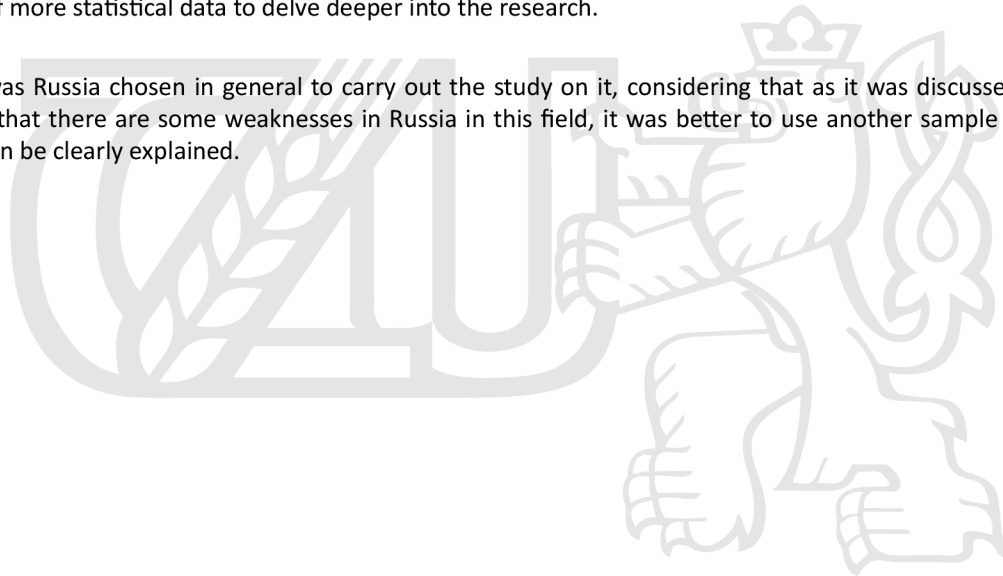 more statistical data to delve deeper into the research.
as Russia chosen in general to carry out the study on it, considering that as it was discusse
that there are some weaknesses in Russia in this field, it was better to use another sample
n be clearly explained.